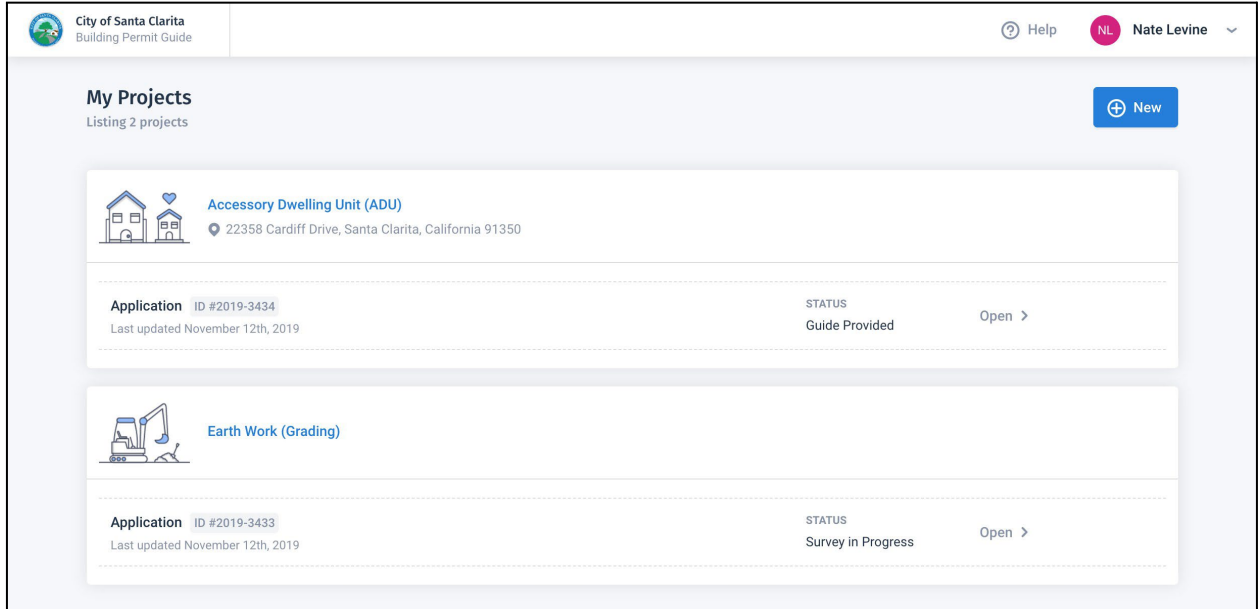 City of Santa Clarita
Building Permit Guide
Help
NL
Nate Levine
My Projects
Listing 2 projects
New
Accessory Dwelling Unit (ADU)
22358 Cardiff Drive, Santa Clarita, California 91350
Application ID #2019-3434
Last updated November 12th, 2019
STATUS
Guide Provided
Open
Earth Work (Grading)
Application ID #2019-3433
Last updated November 12th, 2019
STATUS
Survey in Progress
Open